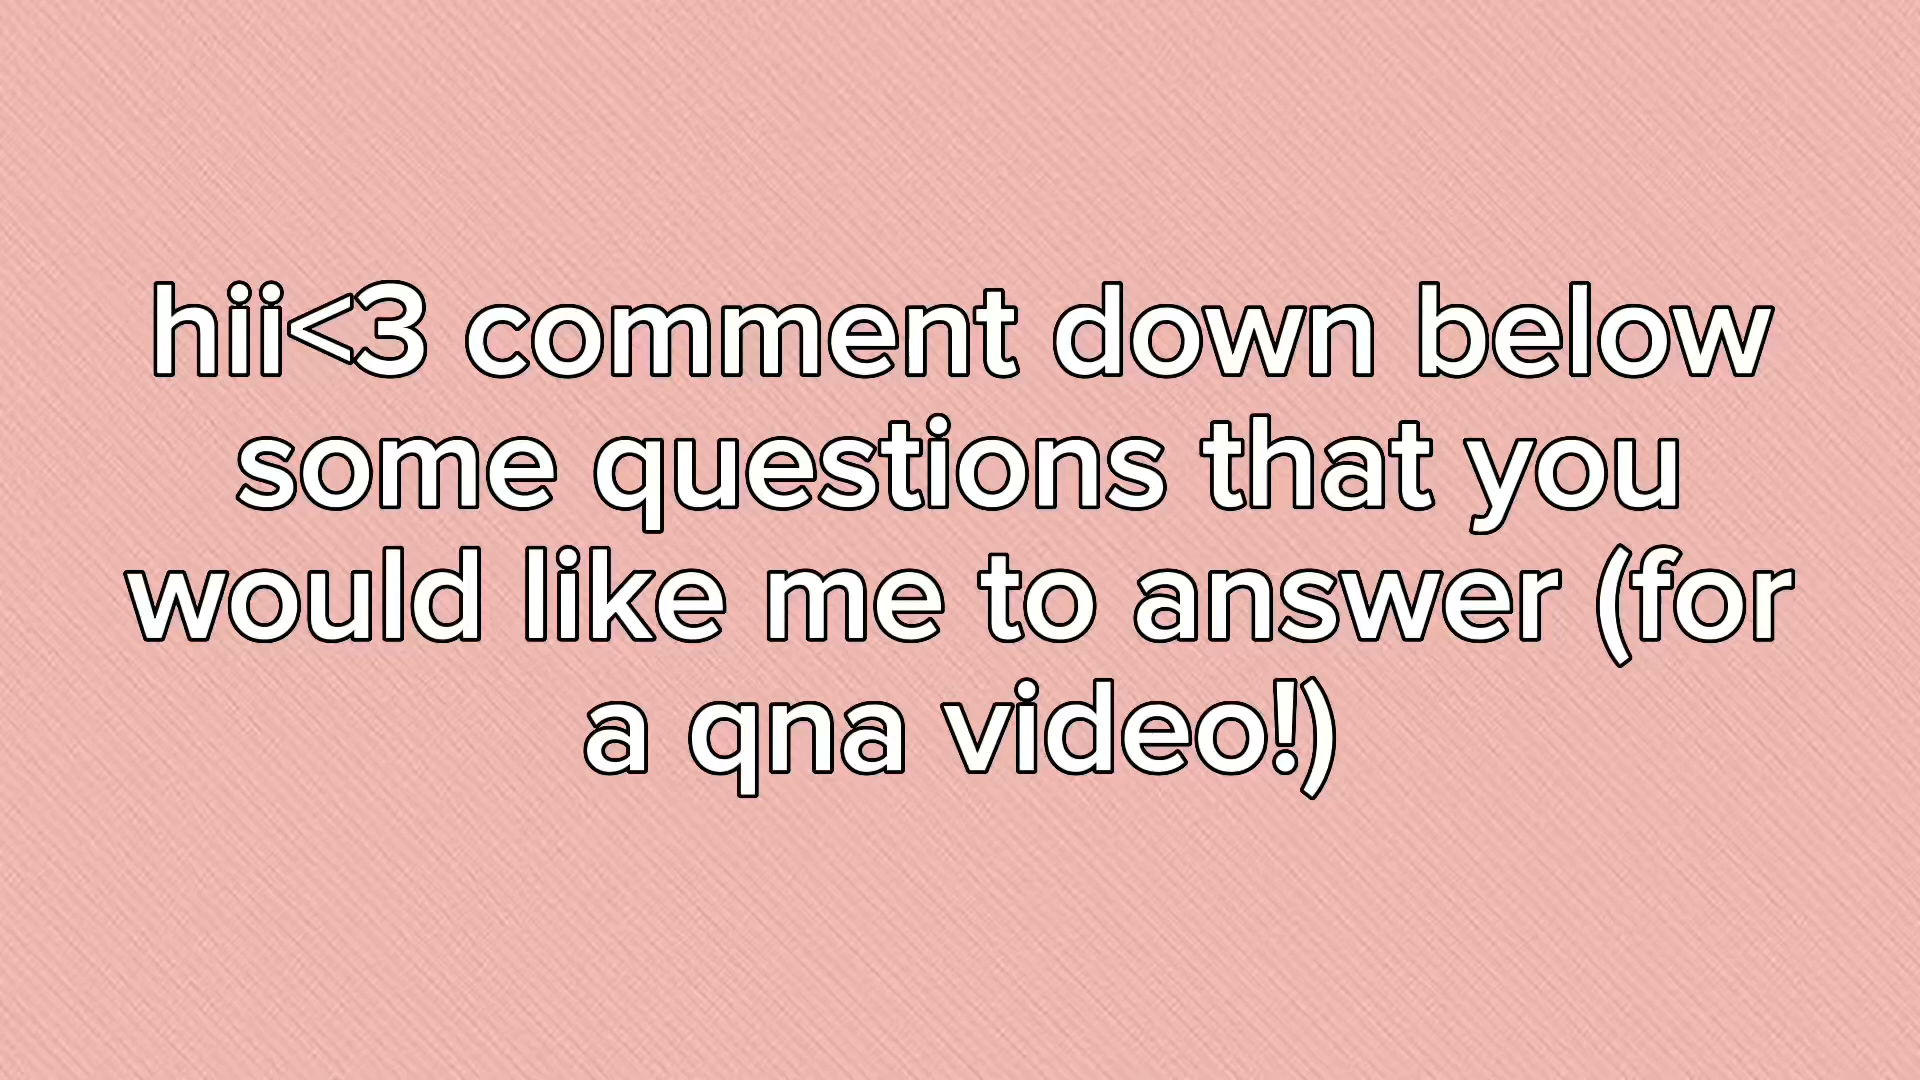 hii<3 comment down below
some questions that you
would like me to answer (for
a qna video!)